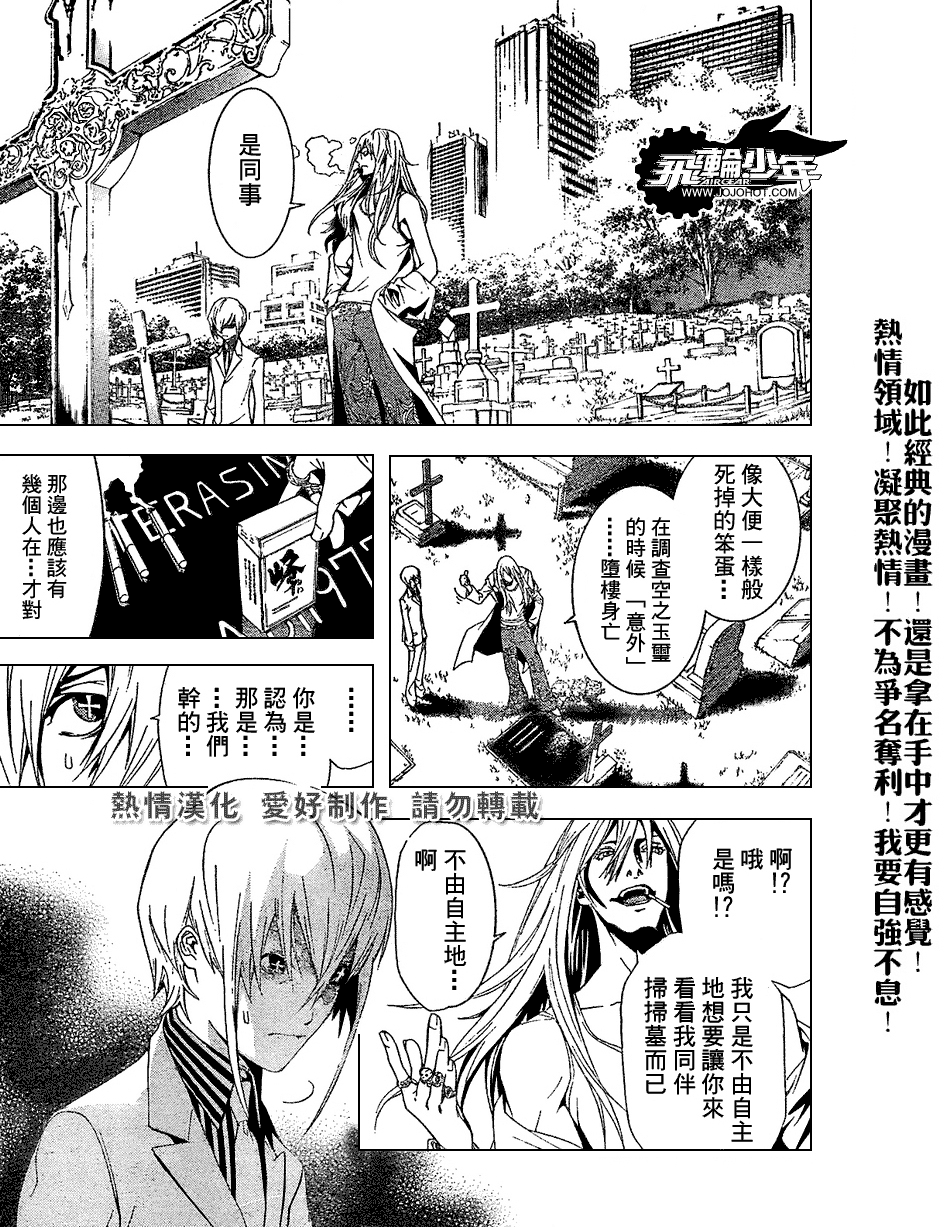 是同事
飛輪少年
AIRGEAR
WWW.JOJOHOT.COM
像大便一樣般
死掉的笨蛋…
在調查空之玉璽
的時候「意外」
……墮樓身亡
TERASIN
977
峰
那邊也應該有
幾個人在…才對
……
你是…
認為…
那是…
…我們
幹的…
熱情漢化 愛好制作 請勿轉載
啊!?
哦
是嗎!?
我只是不由自主
地想要讓你來
看看我同伴
掃掃墓而已
不由自主地…
啊
如此經典的漫畫！還是拿在手中才更有感覺！
熱情領域！凝聚熱情！不為爭名奪利！我要自強不息！